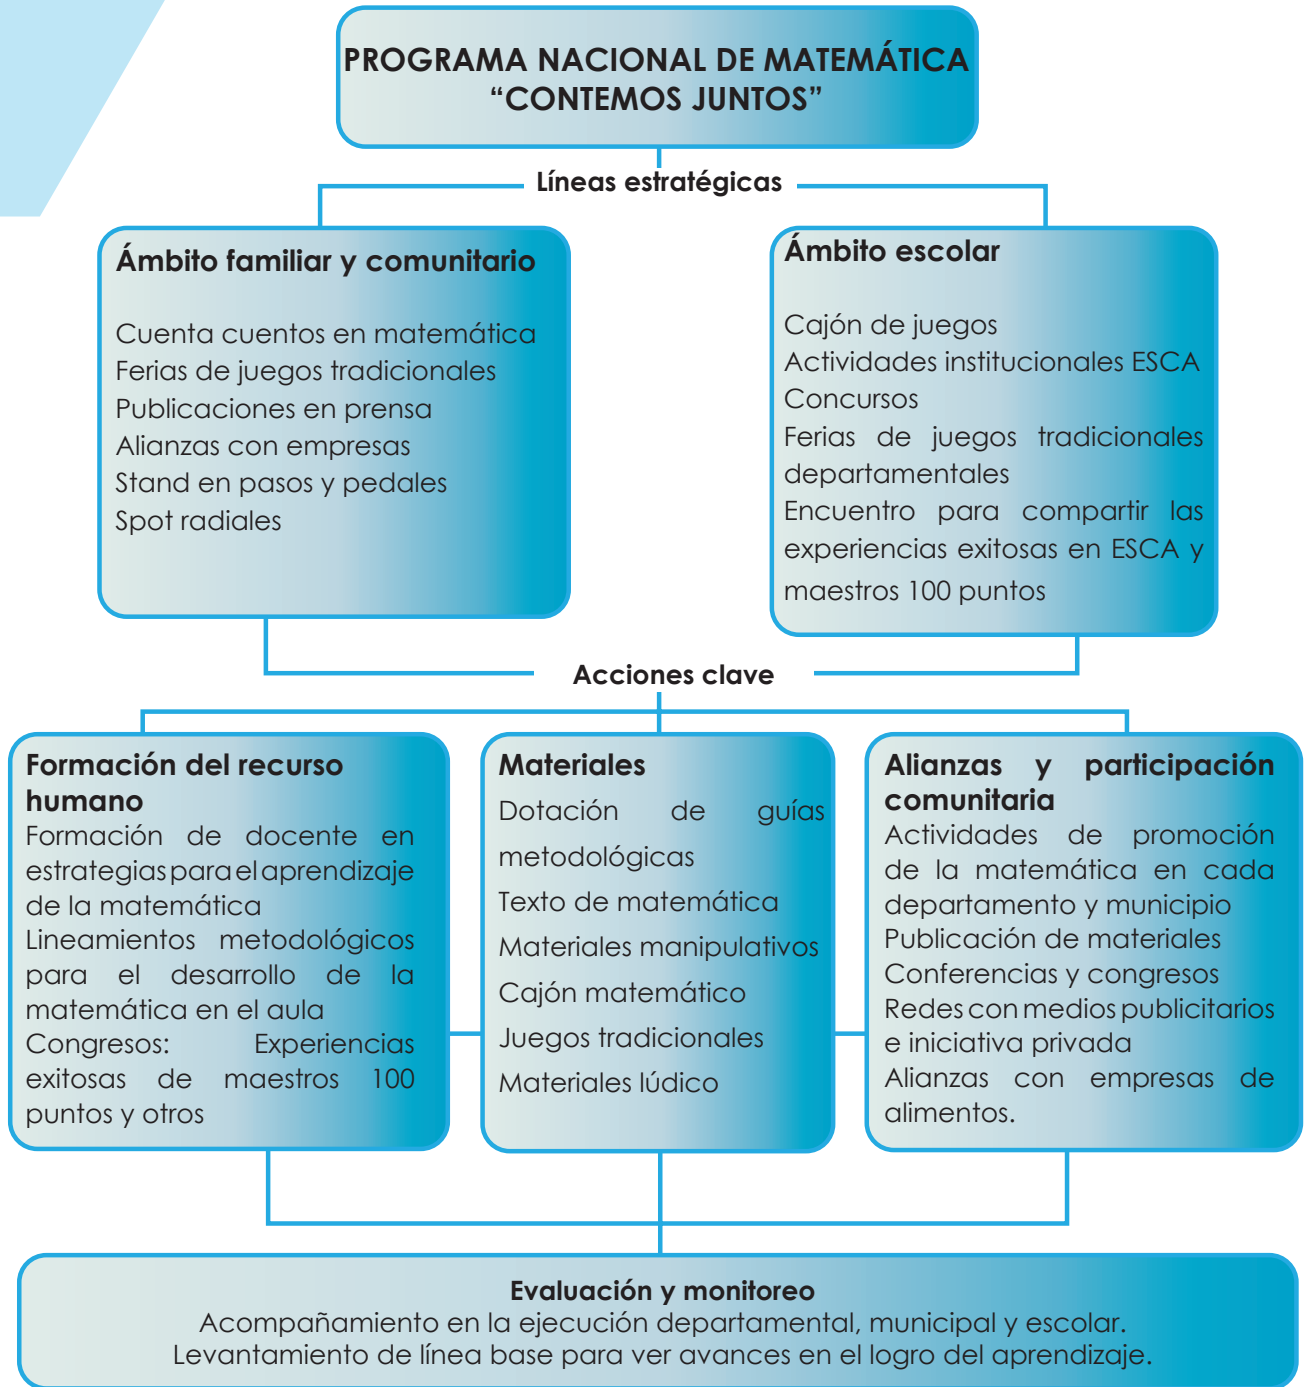 PROGRAMA NACIONAL DE MATEMÁTICA
“CONTEMOS JUNTOS”
Líneas estratégicas
Ámbito familiar y comunitario
Cuenta cuentos en matemática
Ferias de juegos tradicionales
Publicaciones en prensa
Alianzas con empresas
Stand en pasos y pedales
Spot radiales
Ámbito escolar
Cajón de juegos
Actividades institucionales ESCA
Concursos
Ferias de juegos tradicionales
departamentales
Encuentro para compartir las
experiencias exitosas en ESCA y
maestros 100 puntos
Acciones clave
Formación del recurso
humano
Formación de docente en
estrategias para el aprendizaje
de la matemática
Lineamientos metodológicos
para el desarrollo de la
matemática en el aula
Congresos: Experiencias
exitosas de maestros 100
puntos y otros
Materiales
Dotación de guías
metodológicas
Texto de matemática
Materiales manipulativos
Cajón matemático
Juegos tradicionales
Materiales lúdico
Alianzas y participación
comunitaria
Actividades de promoción
de la matemática en cada
departamento y municipio
Publicación de materiales
Conferencias y congresos
Redes con medios publicitarios
e iniciativa privada
Alianzas con empresas de
alimentos.
Evaluación y monitoreo
Acompañamiento en la ejecución departamental, municipal y escolar.
Levantamiento de línea base para ver avances en el logro del aprendizaje.